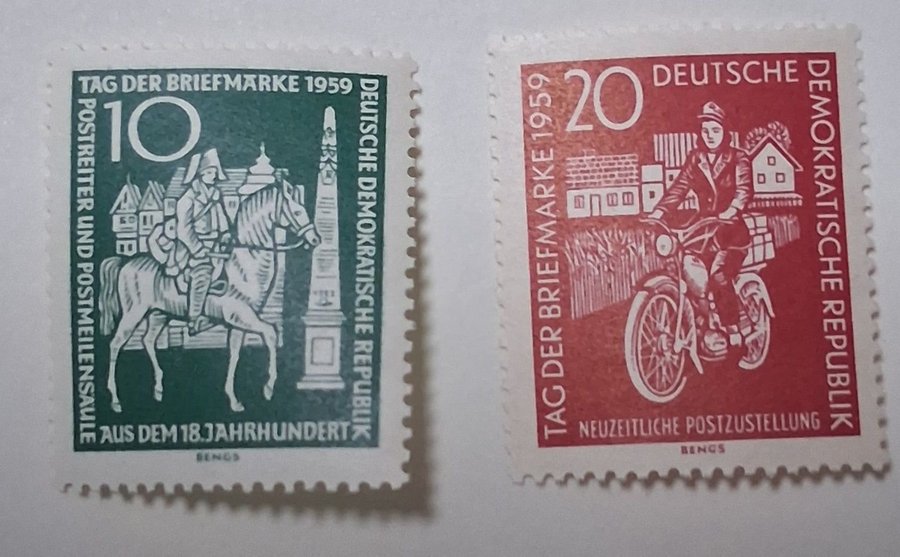 TAG DER BRIEFMARKE 1959
10
POSTREITER UND POSTMEILENSÄULE
AUS DEM 18. JAHRHUNDERT
DEUTSCHE DEMOKRATISCHE REPUBLIK
BENGS
20
DEUTSCHE
DEMOKRATISCHE REPUBLIK
TAG DER BRIEFMARKE 1959
NEUZEITLICHE POSTZUSTELLUNG
BENGS